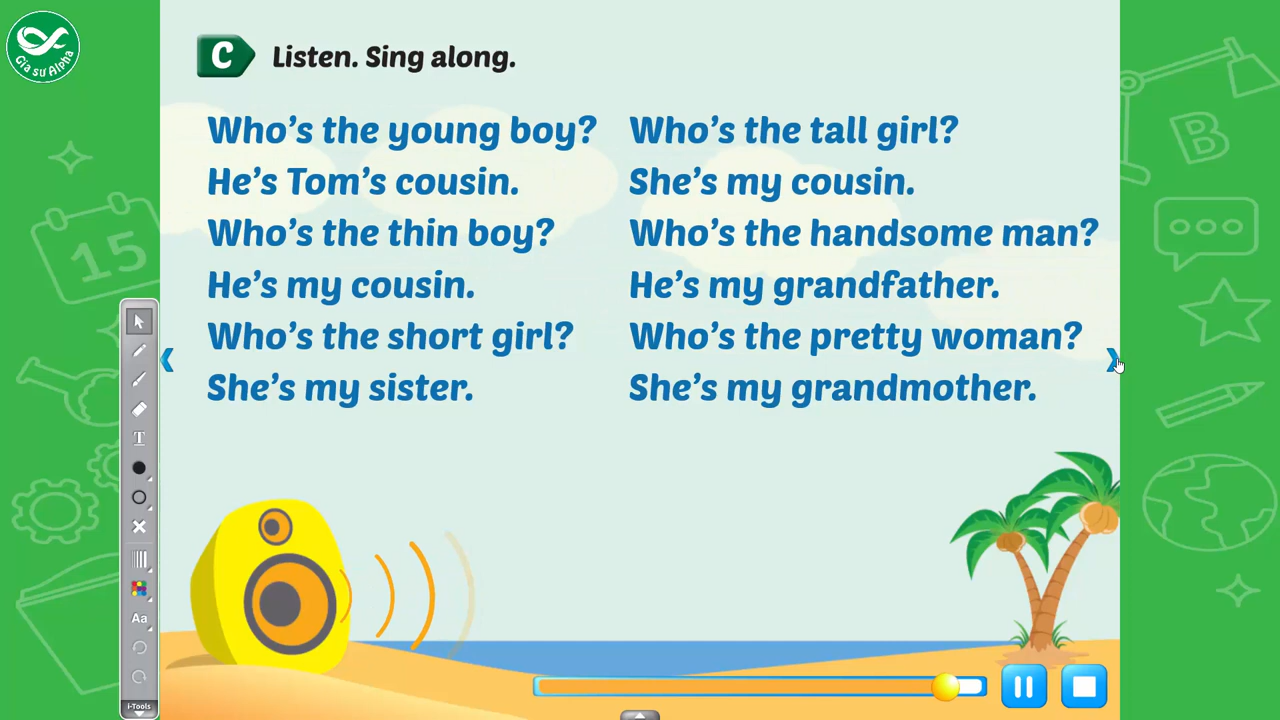 Gia sư Alpha
C Listen. Sing along.
Who's the young boy?
He's Tom's cousin.
Who's the thin boy?
He's my cousin.
Who's the short girl?
She's my sister.
Who's the tall girl?
She's my cousin.
Who's the handsome man?
He's my grandfather.
Who's the pretty woman?
She's my grandmother.
15
B
T
Aa
i-Tools